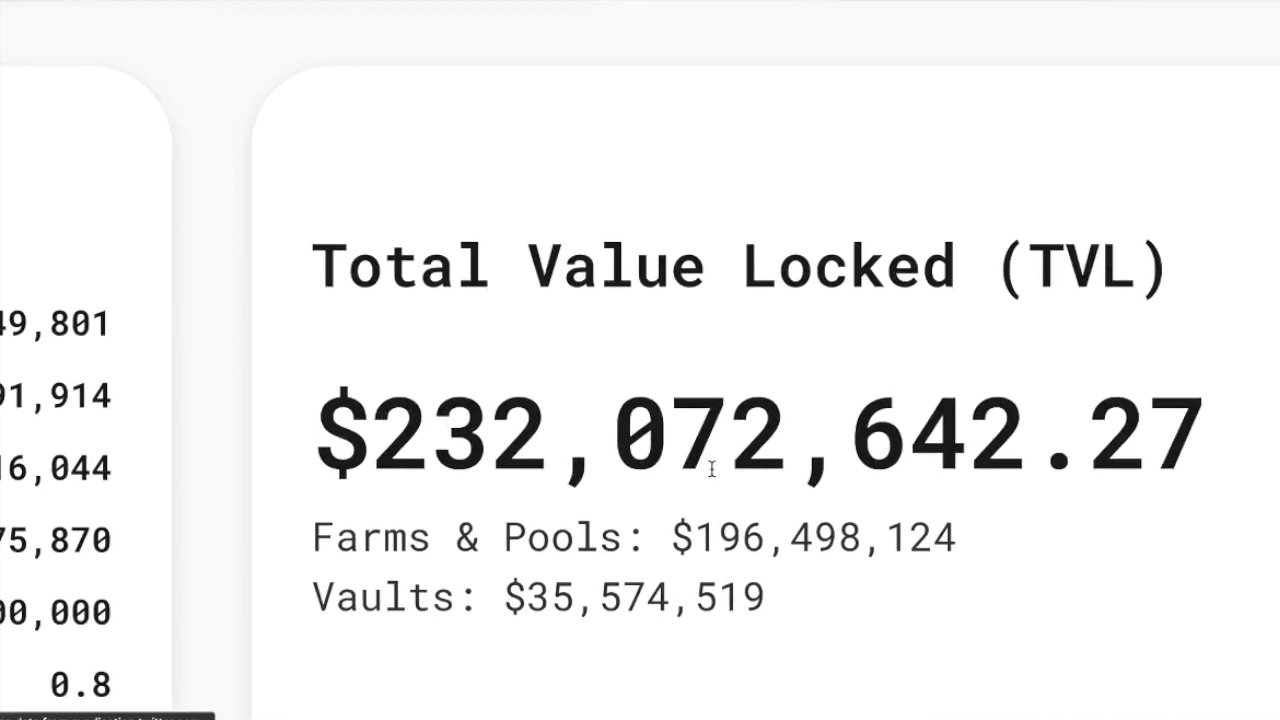 49,801
91,914
16,044
75,870
00,000
0.8
Total Value Locked (TVL)
$232,072,642.27
Farms & Pools: $196,498,124
Vaults: $35,574,519